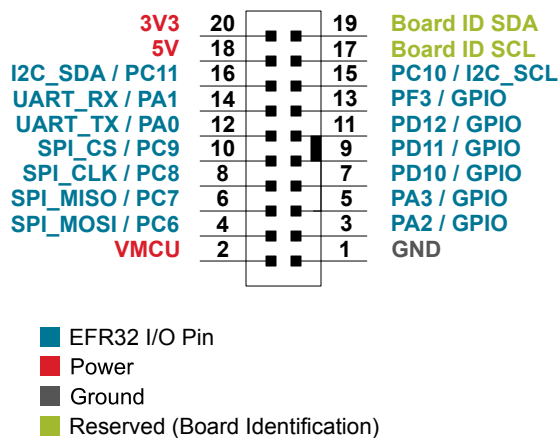 3V3 20 19 Board ID SDA
5V 18 17 Board ID SCL
I2C_SDA / PC11 16 15 PC10 / I2C_SCL
UART_RX / PA1 14 13 PF3 / GPIO
UART_TX / PA0 12 11 PD12 / GPIO
SPI_CS / PC9 10 9 PD11 / GPIO
SPI_CLK / PC8 8 7 PD10 / GPIO
SPI_MISO / PC7 6 5 PA3 / GPIO
SPI_MOSI / PC6 4 3 PA2 / GPIO
VMCU 2 1 GND
EFR32 I/O Pin
Power
Ground
Reserved (Board Identification)